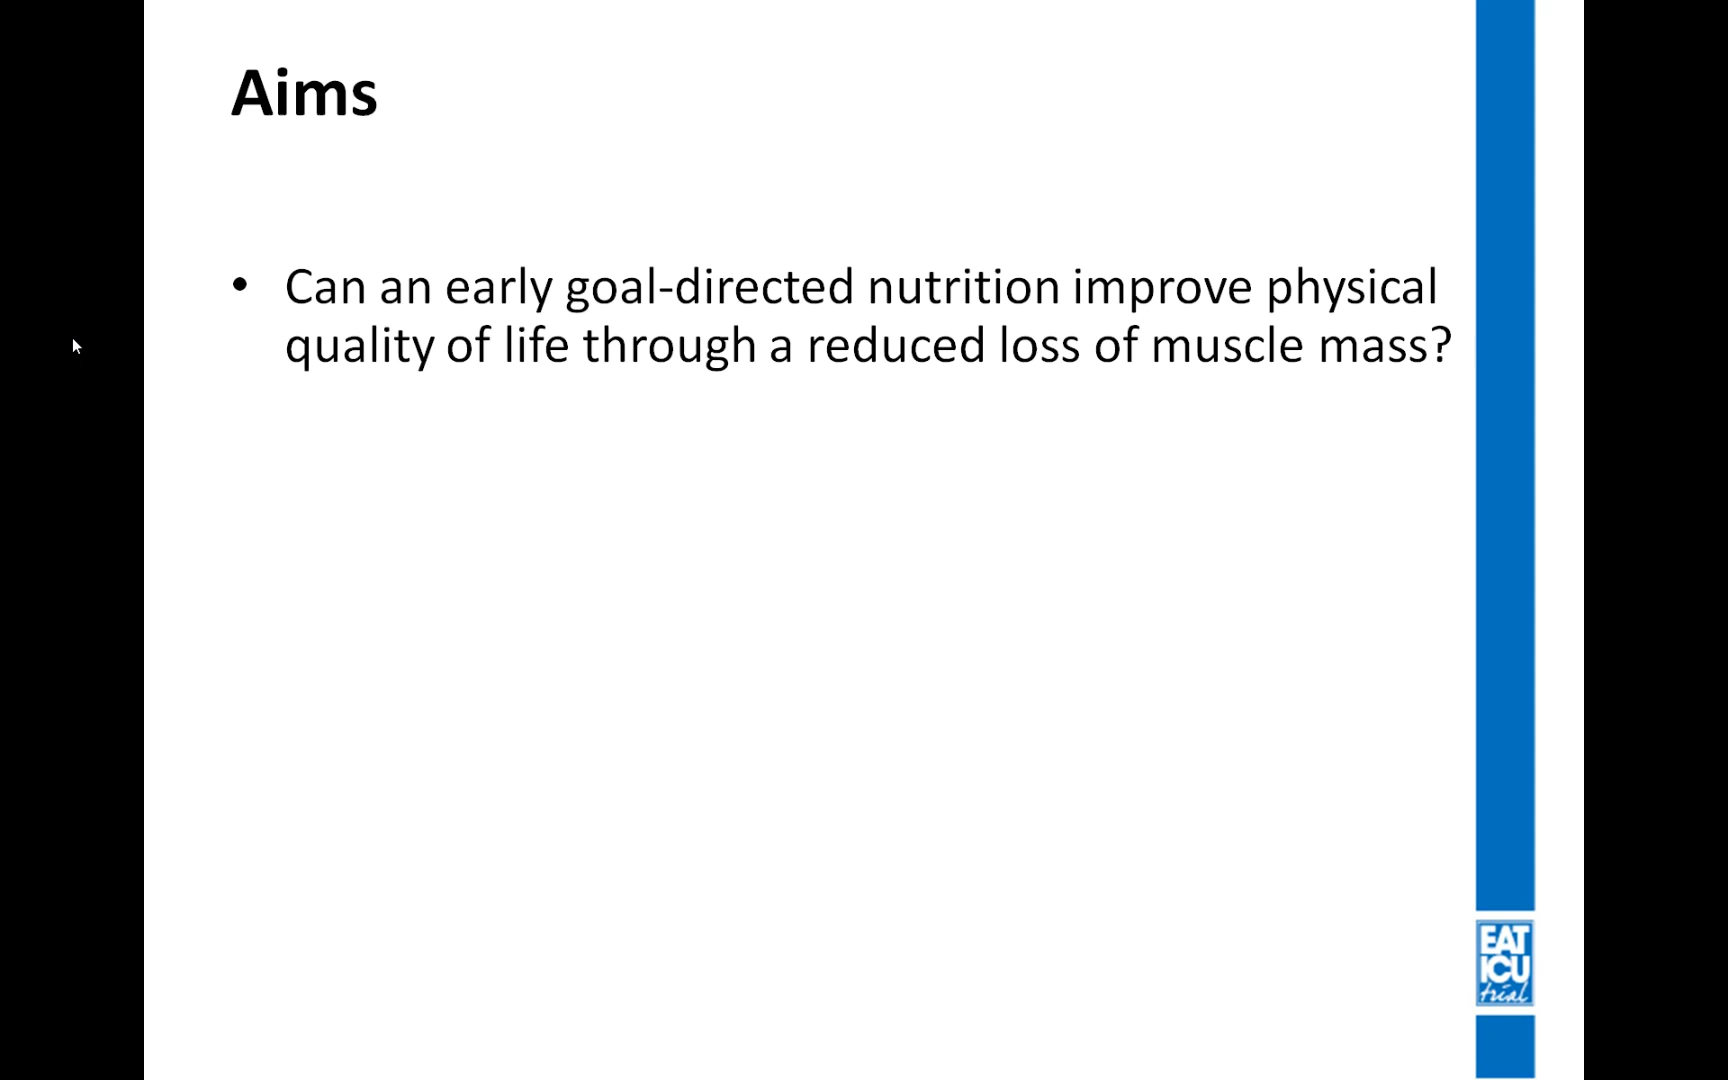 Aims
• Can an early goal-directed nutrition improve physical
quality of life through a reduced loss of muscle mass?
EAT
ICU
trial